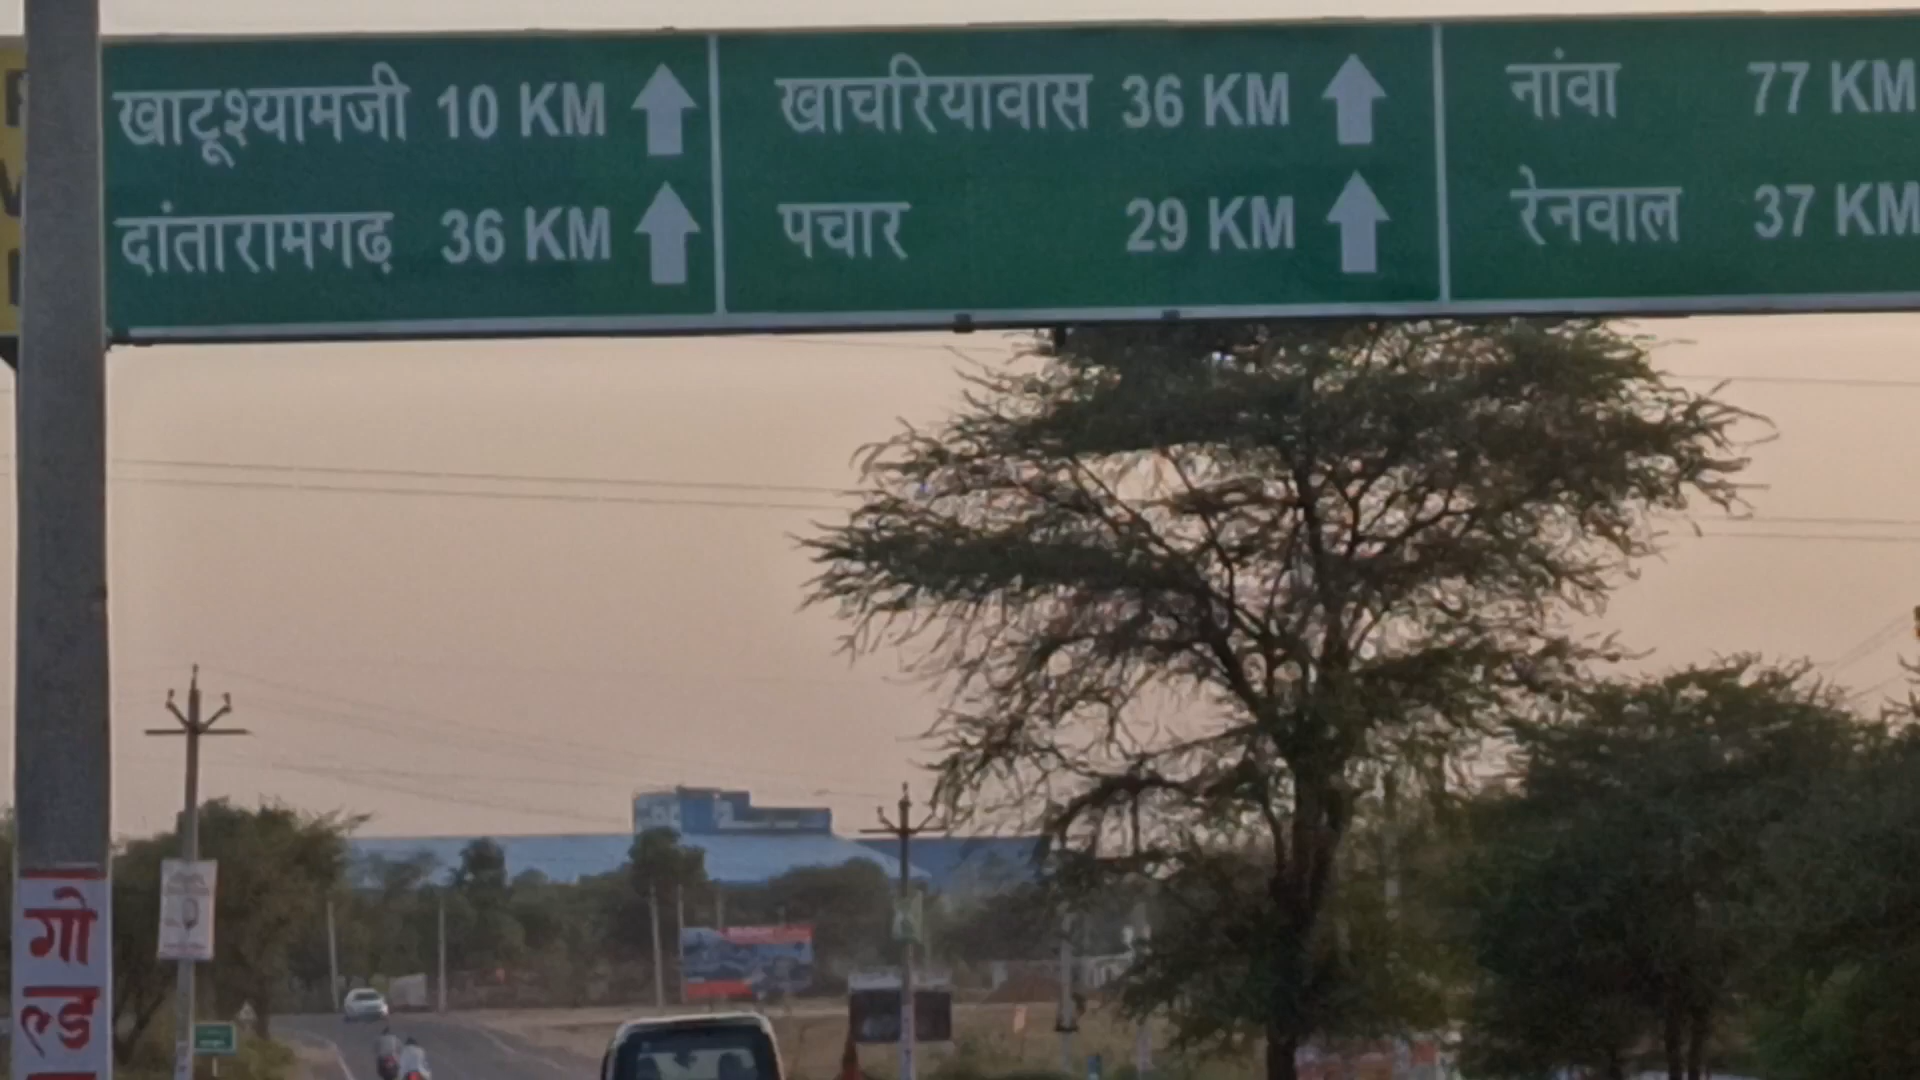 खाटूश्यामजी 10 KM
दांतारामगढ़ 36 KM
खाचरियावास 36 KM
पचार 29 KM
नांवा 77 KM
रेनवाल 37 KM
गो
ल्ड